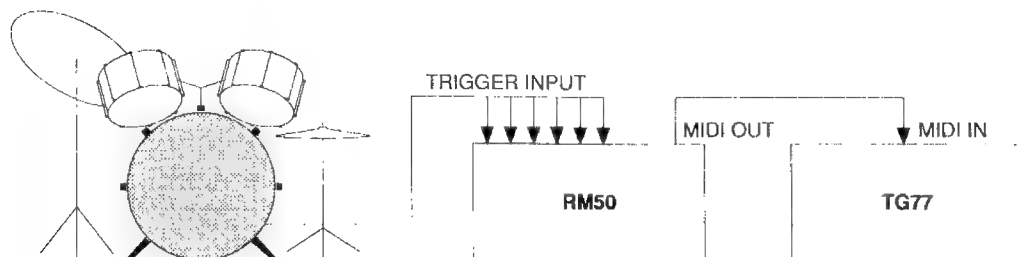 TRIGGER INPUT
MIDI OUT
MIDI IN
RM50
TG77